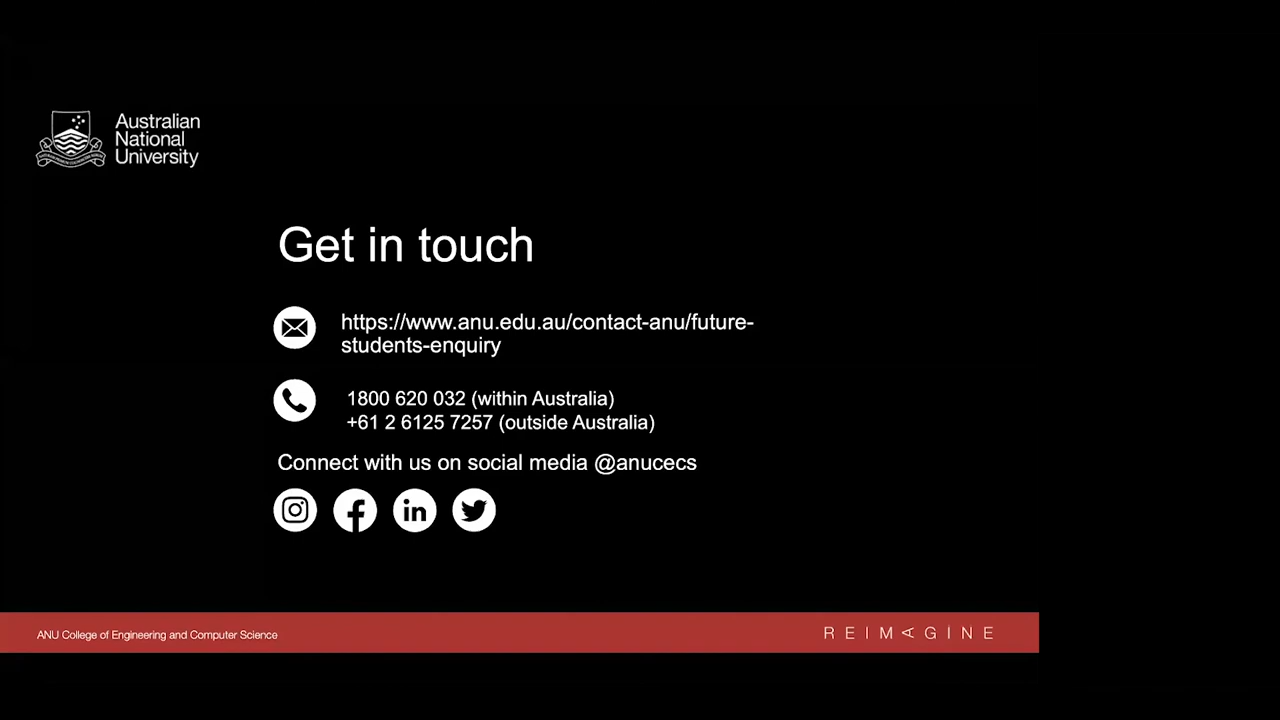 Australian
National
University
Get in touch
https://www.anu.edu.au/contact-anu/future-
students-enquiry
1800 620 032 (within Australia)
+61 2 6125 7257 (outside Australia)
Connect with us on social media @anucecs
ANU College of Engineering and Computer Science
REIMAGINE